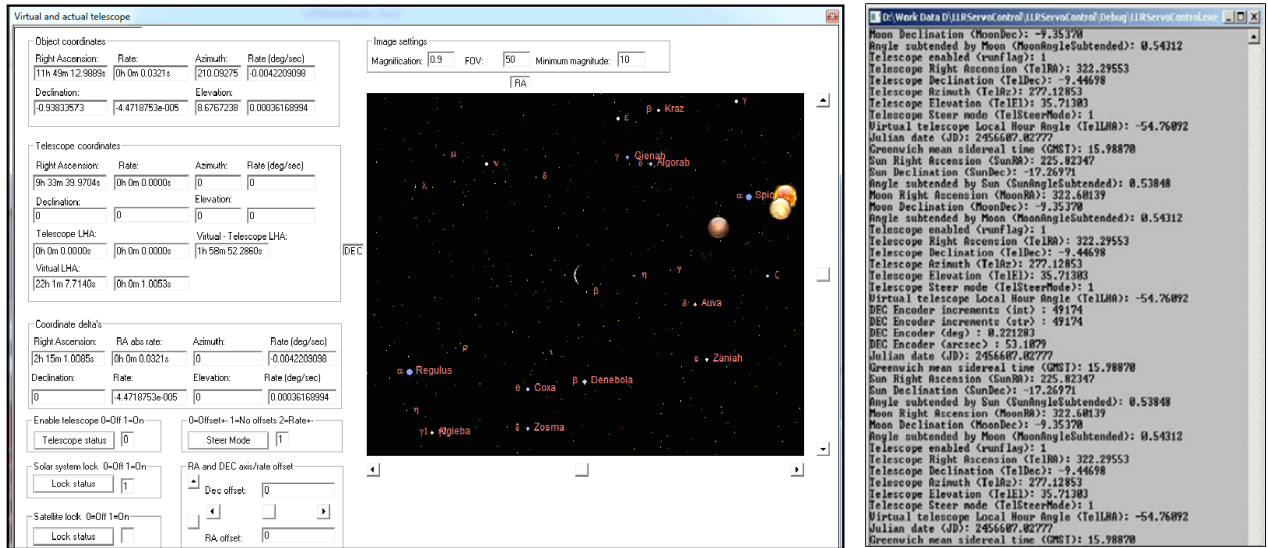 Virtual and actual telescope
Object coordinates
Right Ascension: Rate: Azimuth: Rate (deg/sec)
11h 49m 12.9889s 0h 0m 0.0321s 210.09275 -0.0042209098
Declination: Elevation:
-0.93833573 -4.4718753e-005 8.6767238 0.00036168994
Telescope coordinates
Right Ascension: Rate: Azimuth: Rate (deg/sec)
9h 33m 39.9704s 0h 0m 0.0000s 0 0
Declination: Elevation:
0 0 0 0
Telescope LHA: Virtual - Telescope LHA:
0h 0m 0.0000s 0h 0m 0.0000s 1h 58m 52.2860s
Virtual LHA:
22h 1m 7.7140s 0h 0m 1.0053s
Coordinate delta's
Right Ascension: RA abs rate: Azimuth: Rate (deg/sec)
2h 15m 1.0085s 0h 0m 0.0321s 0 -0.0042209098
Declination: Rate: Elevation: Rate (deg/sec)
0 -4.4718753e-005 0 0.00036168994
Enable telescope 0=Off 1=On
Telescope status 0
0=Offset+- 1=No offsets 2=Rate+-
Steer Mode 1
Solar system lock 0=Off 1=On
Lock status 1
Satellite lock 0=Off 1=On
Lock status
RA and DEC axis/rate offset
Dec offset: 0
RA offset: 0
Image settings
Magnification: 0.9 FOV: 50 Minimum magnitude: 10
RA
DEC
β Kraz γ
ε
μ ν γ Gienah
δ Algorab
δ
λ
α Spic
η γ ζ
β
δ Auva
ρ ε Zaniah
α Regulus
θ Coxa β Denebola
η
γ1 Algieba δ Zosma
D:\Work Data D\LLRServoControl\LLRServoControl\Debug\LLRServoControl.exe
Moon Declination (MoonDec): -9.35370
Angle subtended by Moon (MoonAngleSubtended): 0.54312
Telescope enabled (runflag): 1
Telescope Right Ascension (TelRA): 322.29553
Telescope Declination (TelDec): -9.44698
Telescope Azimuth (TelAz): 277.12853
Telescope Elevation (TelEl): 35.71303
Telescope Steer mode (TelSteerMode): 1
Virtual telescope Local Hour Angle (TelLHA): -54.76092
Julian date (JD): 2456607.02777
Greenwich mean sidereal time (GMST): 15.98870
Sun Right Ascension (SunRA): 225.82347
Sun Declination (SunDec): -17.26971
Angle subtended by Sun (SunAngleSubtended): 0.53848
Moon Right Ascension (MoonRA): 322.60139
Moon Declination (MoonDec): -9.35370
Angle subtended by Moon (MoonAngleSubtended): 0.54312
Telescope enabled (runflag): 1
Telescope Right Ascension (TelRA): 322.29553
Telescope Declination (TelDec): -9.44698
Telescope Azimuth (TelAz): 277.12853
Telescope Elevation (TelEl): 35.71303
Telescope Steer mode (TelSteerMode): 1
Virtual telescope Local Hour Angle (TelLHA): -54.76092
DEC Encoder increments (int) : 49174
DEC Encoder increments (str) : 49174
DEC Encoder (deg) : 0.221283
DEC Encoder (arcsec) : 53.1079
Julian date (JD): 2456607.02777
Greenwich mean sidereal time (GMST): 15.98870
Sun Right Ascension (SunRA): 225.82347
Sun Declination (SunDec): -17.26971
Angle subtended by Sun (SunAngleSubtended): 0.53848
Moon Right Ascension (MoonRA): 322.60139
Moon Declination (MoonDec): -9.35370
Angle subtended by Moon (MoonAngleSubtended): 0.54312
Telescope enabled (runflag): 1
Telescope Right Ascension (TelRA): 322.29553
Telescope Declination (TelDec): -9.44698
Telescope Azimuth (TelAz): 277.12853
Telescope Elevation (TelEl): 35.71303
Telescope Steer mode (TelSteerMode): 1
Virtual telescope Local Hour Angle (TelLHA): -54.76092
Julian date (JD): 2456607.02777
Greenwich mean sidereal time (GMST): 15.98870